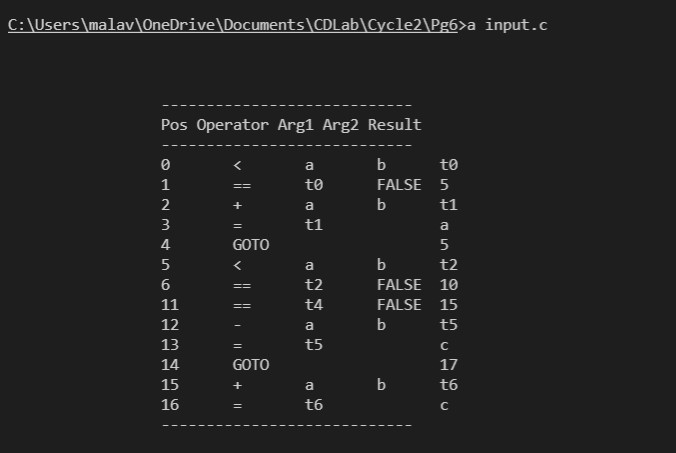 C:\Users\malav\OneDrive\Documents\CDLab\Cycle2\Pg6>a input.c
----------------------------
Pos Operator Arg1 Arg2 Result
----------------------------
0 < a b t0
1 == t0 FALSE 5
2 + a b t1
3 = t1 a
4 GOTO 5
5 < a b t2
6 == t2 FALSE 10
11 == t4 FALSE 15
12 - a b t5
13 = t5 c
14 GOTO 17
15 + a b t6
16 = t6 c
----------------------------